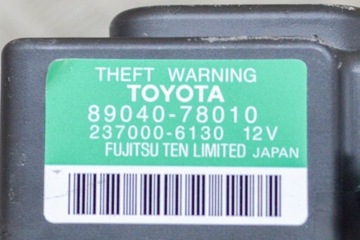 THEFT WARNING
TOYOTA
89040-78010
237000-6130 12V
FUJITSU TEN LIMITED JAPAN